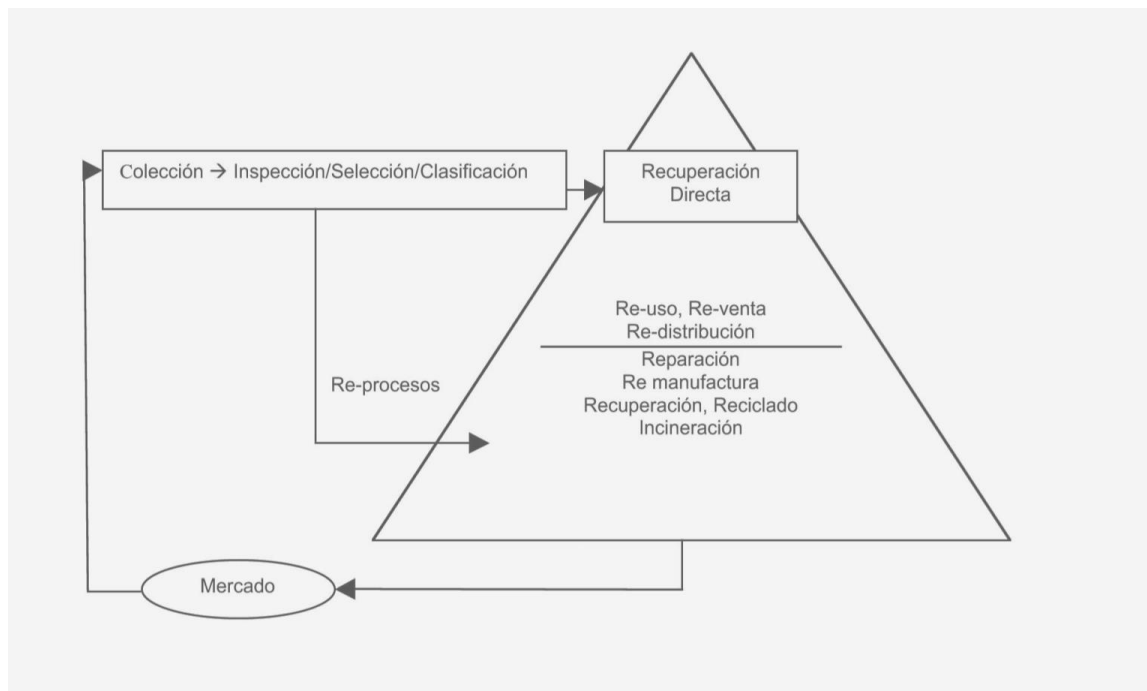 Colección → Inspección/Selección/Clasificación
Recuperación
Directa
Re-uso, Re-venta
Re-distribución
Reparación
Re manufactura
Recuperación, Reciclado
Incineración
Re-procesos
Mercado